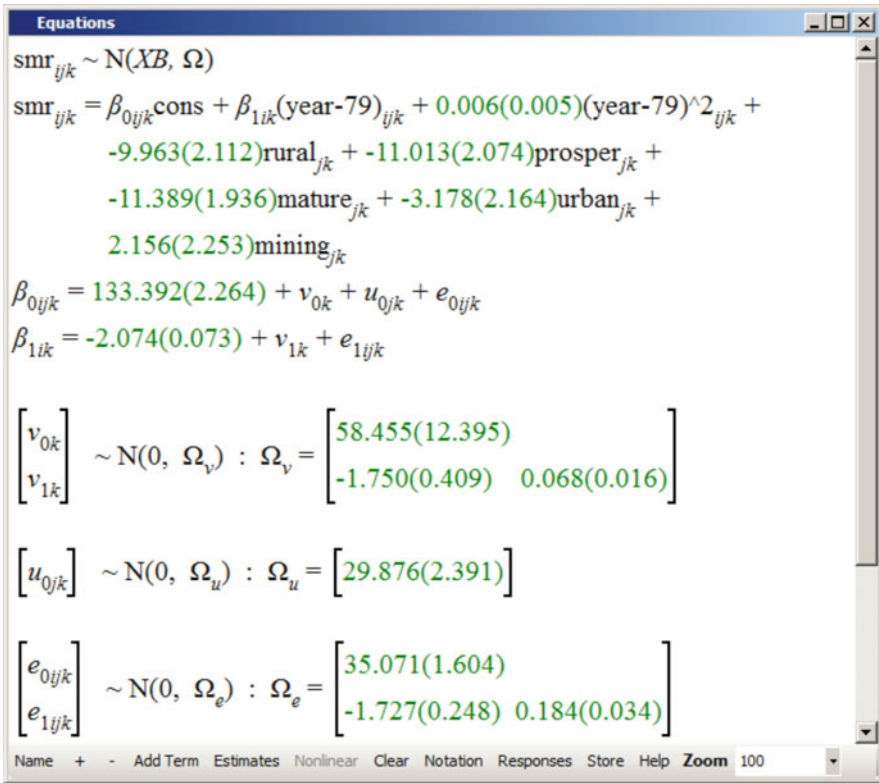 Equations
smr_ijk ~ N(XB, Ω)
smr_ijk = β_0ijk cons + β_1ik(year-79)_ijk + 0.006(0.005)(year-79)^2_ijk +
-9.963(2.112)rural_jk + -11.013(2.074)prosper_jk +
-11.389(1.936)mature_jk + -3.178(2.164)urban_jk +
2.156(2.253)mining_jk
β_0ijk = 133.392(2.264) + v_0k + u_0jk + e_0ijk
β_1ik = -2.074(0.073) + v_1k + e_1ijk
[v_0k
v_1k] ~ N(0, Ω_v) : Ω_v = [58.455(12.395)
-1.750(0.409) 0.068(0.016)]
[u_0jk] ~ N(0, Ω_u) : Ω_u = [29.876(2.391)]
[e_0ijk
e_1ijk] ~ N(0, Ω_e) : Ω_e = [35.071(1.604)
-1.727(0.248) 0.184(0.034)]
Name + - Add Term Estimates Nonlinear Clear Notation Responses Store Help Zoom 100